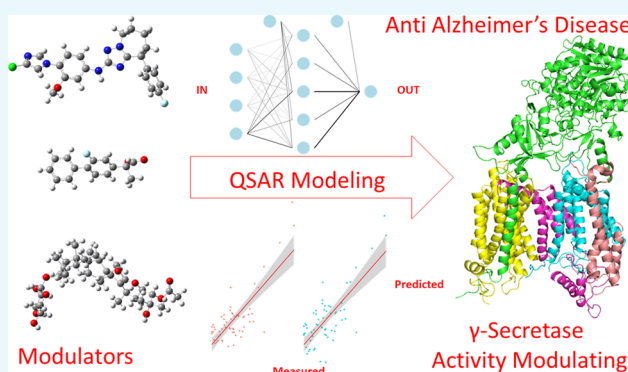 Anti Alzheimer's Disease
IN
OUT
QSAR Modeling
Predicted
Modulators
Measured
γ-Secretase
Activity Modulating